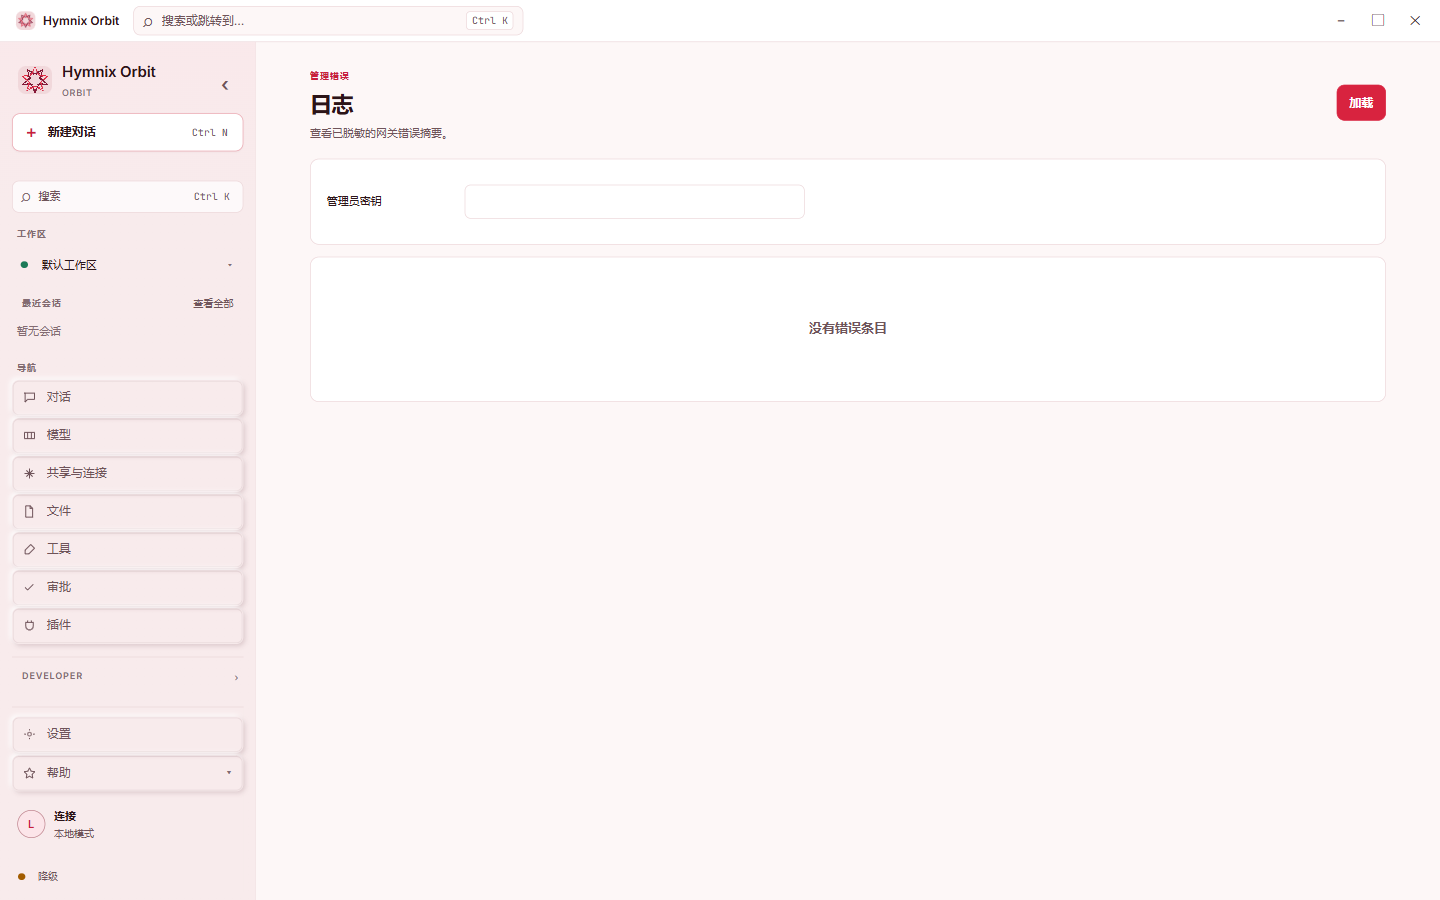 Hymnix Orbit
搜索或跳转到...
Ctrl K
Hymnix Orbit
ORBIT
新建对话
Ctrl N
搜索
Ctrl K
工作区
默认工作区
最近会话
查看全部
暂无会话
导航
对话
模型
共享与连接
文件
工具
审批
插件
DEVELOPER
设置
帮助
L
连接
本地模式
降级
管理错误
日志
查看已脱敏的网关错误摘要。
加载
管理员密钥
没有错误条目